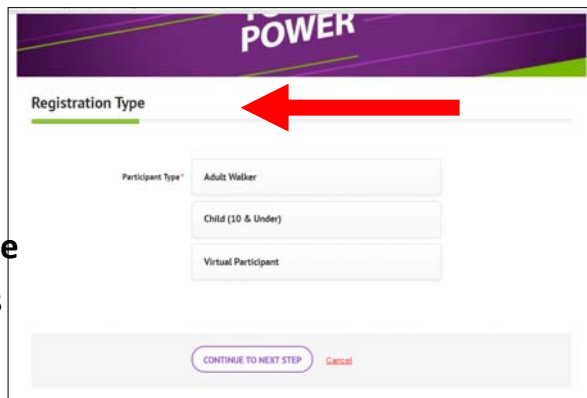 POWER
Registration Type
Participant Type* Adult Walker
Child (10 & Under)
Virtual Participant
CONTINUE TO NEXT STEP Cancel